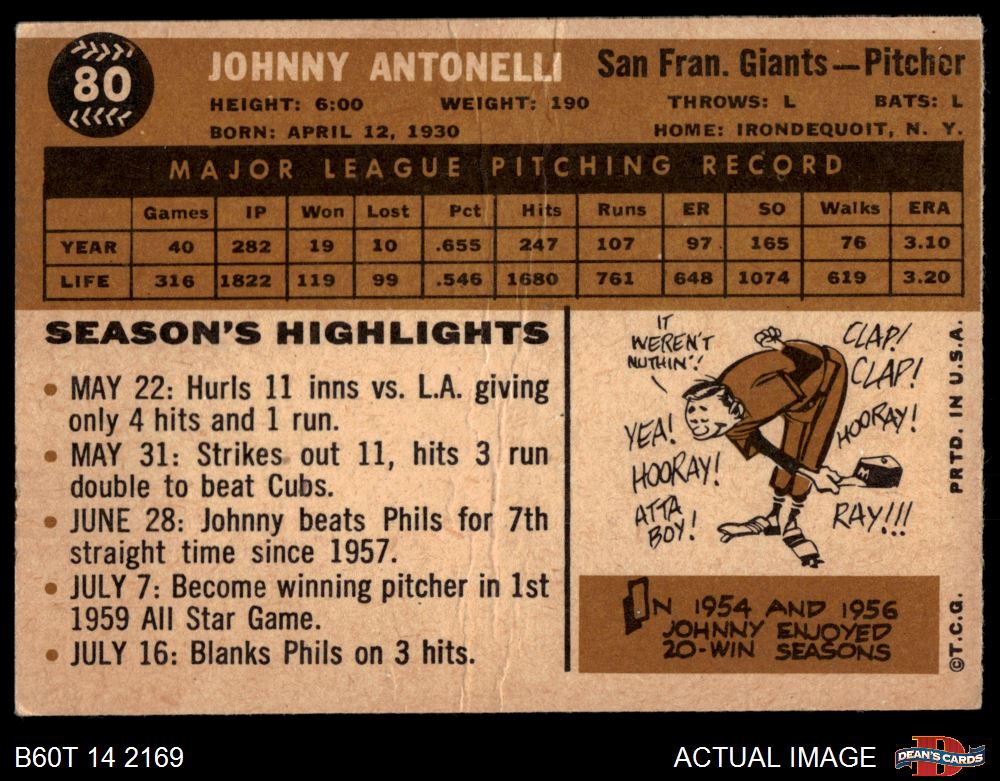 80
JOHNNY ANTONELLI San Fran. Giants—Pitcher
HEIGHT: 6:00 WEIGHT: 190 THROWS: L BATS: L
BORN: APRIL 12, 1930 HOME: IRONDEQUOIT, N. Y.
MAJOR LEAGUE PITCHING RECORD
Games IP Won Lost Pct Hits Runs ER SO Walks ERA
YEAR 40 282 19 10 .655 247 107 97 165 76 3.10
LIFE 316 1822 119 99 .546 1680 761 648 1074 619 3.20
SEASON'S HIGHLIGHTS
• MAY 22: Hurls 11 inns vs. L.A. giving
only 4 hits and 1 run.
• MAY 31: Strikes out 11, hits 3 run
double to beat Cubs.
• JUNE 28: Johnny beats Phils for 7th
straight time since 1957.
• JULY 7: Become winning pitcher in 1st
1959 All Star Game.
• JULY 16: Blanks Phils on 3 hits.
IT
WEREN'T
NUTHIN'!
CLAP!
CLAP!
HOORAY!
YEA!
HOORAY!
ATTA
BOY!
RAY!!!
IN 1954 AND 1956
JOHNNY ENJOYED
20-WIN SEASONS
PRTD. IN U.S.A.
©T.C.G.
B60T 14 2169 ACTUAL IMAGE
D
DEAN'S CARDS